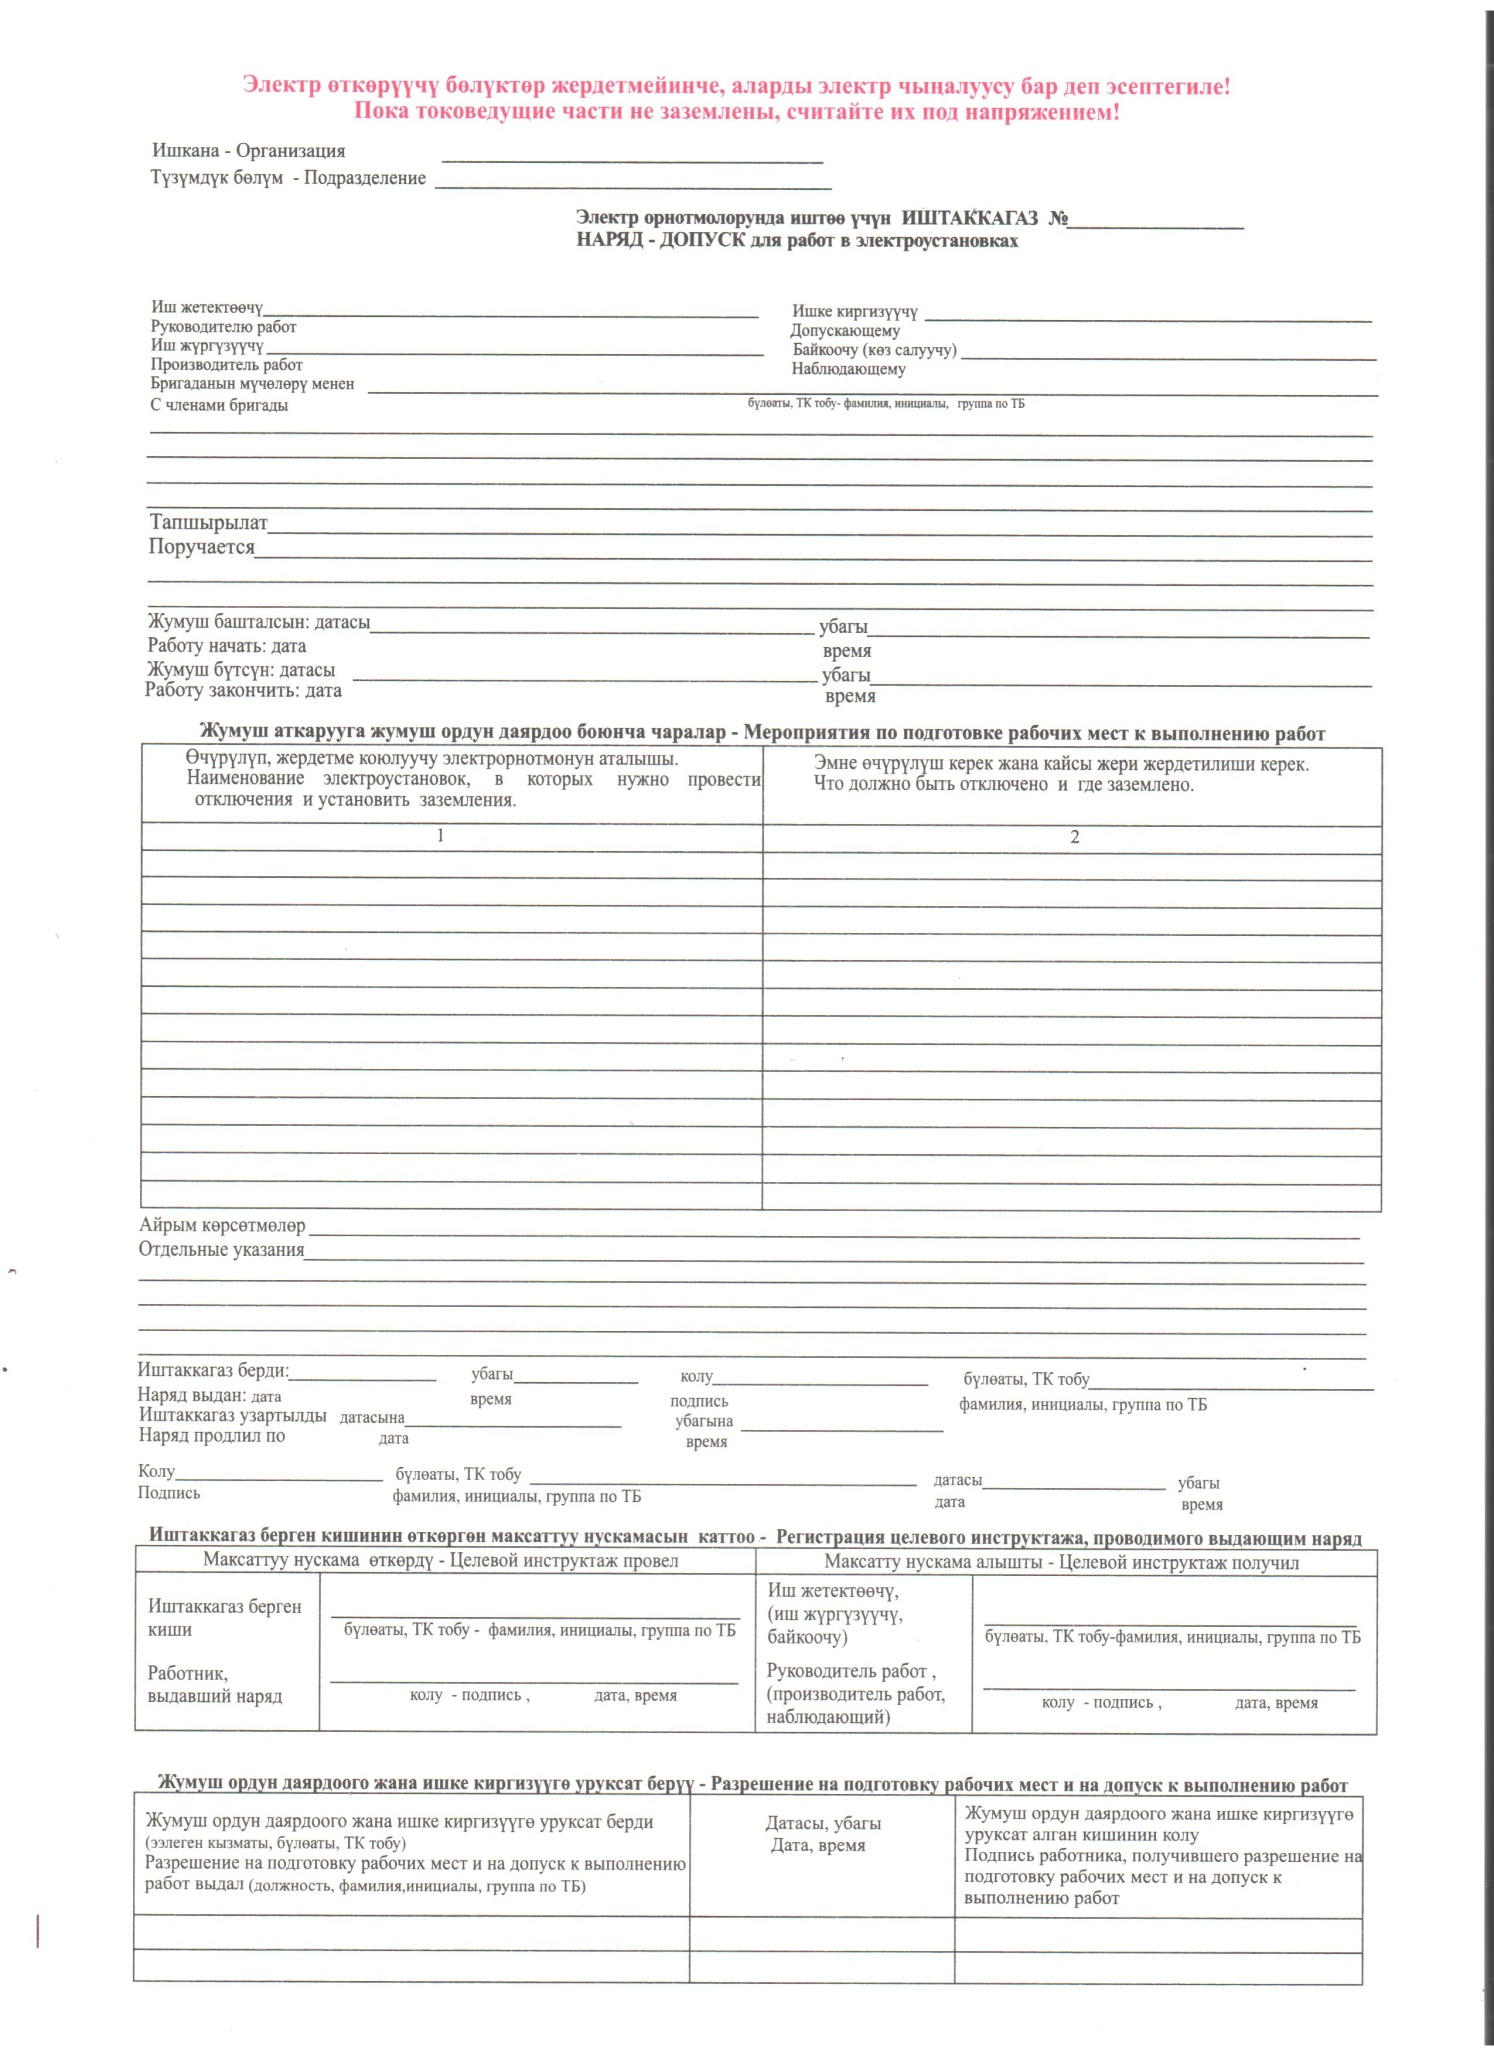 Электр өткөрүүчү бөлүктөр жердетмейинче, аларды электр чыңалуусу бар деп эсептегиле!
Пока токоведущие части не заземлены, считайте их под напряжением!
Ишкана - Организация
Түзүмдүк бөлүм - Подразделение
Электр орнотмолорунда иштөө үчүн ИШТАККАГАЗ №
НАРЯД - ДОПУСК для работ в электроустановках
Иш жетектөөчү
Руководителю работ
Иш жүргүзүүчү
Производитель работ
Ишке киргизүүчү
Допускающему
Байкоочу (көз салуучу)
Наблюдающему
Бригаданын мүчөлөрү менен
С членами бригады
бүлөаты, ТК тобу- фамилия, инициалы, группа по ТБ
Тапшырылат
Поручается
Жумуш башталсын: датасы убагы
Работу начать: дата время
Жумуш бүтсүн: датасы убагы
Работу закончить: дата время
Жумуш аткарууга жумуш ордун даярдоо боюнча чаралар - Мероприятия по подготовке рабочих мест к выполнению работ
Өчүрүлүп, жердетме коюлуучу электрорнотмонун аталышы.
Наименование электроустановок, в которых нужно провести
отключения и установить заземления.
Эмне өчүрүлүш керек жана кайсы жери жердетилиши керек.
Что должно быть отключено и где заземлено.
1 2
Айрым көрсөтмөлөр
Отдельные указания
Иштаккагаз берди: убагы колу бүлөаты, ТК тобу
Наряд выдан: дата время подпись фамилия, инициалы, группа по ТБ
Иштаккагаз узартылды датасына убагына
Наряд продлил по дата время
Колу бүлөаты, ТК тобу датасы убагы
Подпись фамилия, инициалы, группа по ТБ дата время
Иштаккагаз берген кишинин өткөргөн максаттуу нускамасын каттоо - Регистрация целевого инструктажа, проводимого выдающим наряд
Максаттуу нускама өткөрдү - Целевой инструктаж провел
Максатту нускама алышты - Целевой инструктаж получил
Иштаккагаз берген
киши
Работник,
выдавший наряд
бүлөаты, ТК тобу - фамилия, инициалы, группа по ТБ
колу - подпись , дата, время
Иш жетектөөчү,
(иш жүргүзүүчү,
байкоочу)
Руководитель работ ,
(производитель работ,
наблюдающий)
бүлөаты, ТК тобу-фамилия, инициалы, группа по ТБ
колу - подпись , дата, время
Жумуш ордун даярдоого жана ишке киргизүүгө уруксат берүү - Разрешение на подготовку рабочих мест и на допуск к выполнению работ
Жумуш ордун даярдоого жана ишке киргизүүгө уруксат берди
(ээлеген кызматы, бүлөаты, ТК тобу)
Разрешение на подготовку рабочих мест и на допуск к выполнению
работ выдал (должность, фамилия,инициалы, группа по ТБ)
Датасы, убагы
Дата, время
Жумуш ордун даярдоого жана ишке киргизүүгө
уруксат алган кишинин колу
Подпись работника, получившего разрешение на
подготовку рабочих мест и на допуск к
выполнению работ